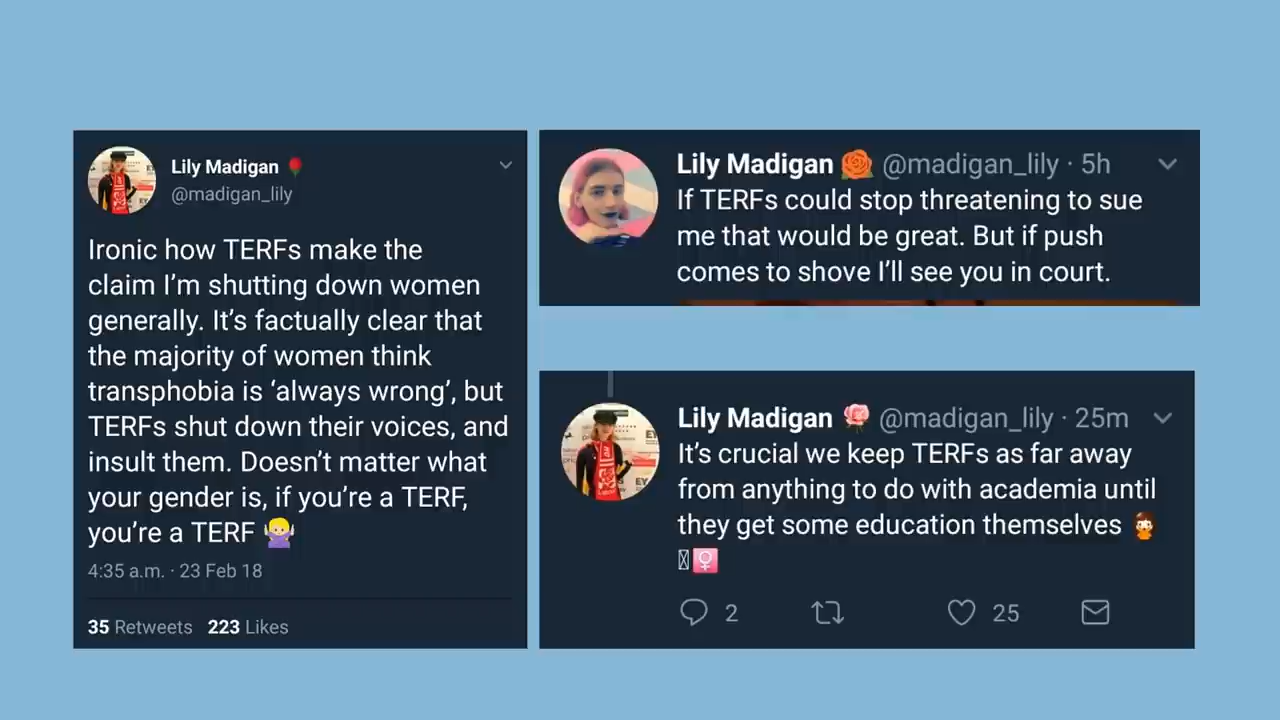 Lily Madigan 🌹
@madigan_lily
Ironic how TERFs make the
claim I'm shutting down women
generally. It's factually clear that
the majority of women think
transphobia is 'always wrong', but
TERFs shut down their voices, and
insult them. Doesn't matter what
your gender is, if you're a TERF,
you're a TERF
4:35 a.m. · 23 Feb 18
35 Retweets 223 Likes
Lily Madigan @madigan_lily · 5h
If TERFs could stop threatening to sue
me that would be great. But if push
comes to shove I'll see you in court.
Lily Madigan @madigan_lily · 25m
It's crucial we keep TERFs as far away
from anything to do with academia until
they get some education themselves
2 25